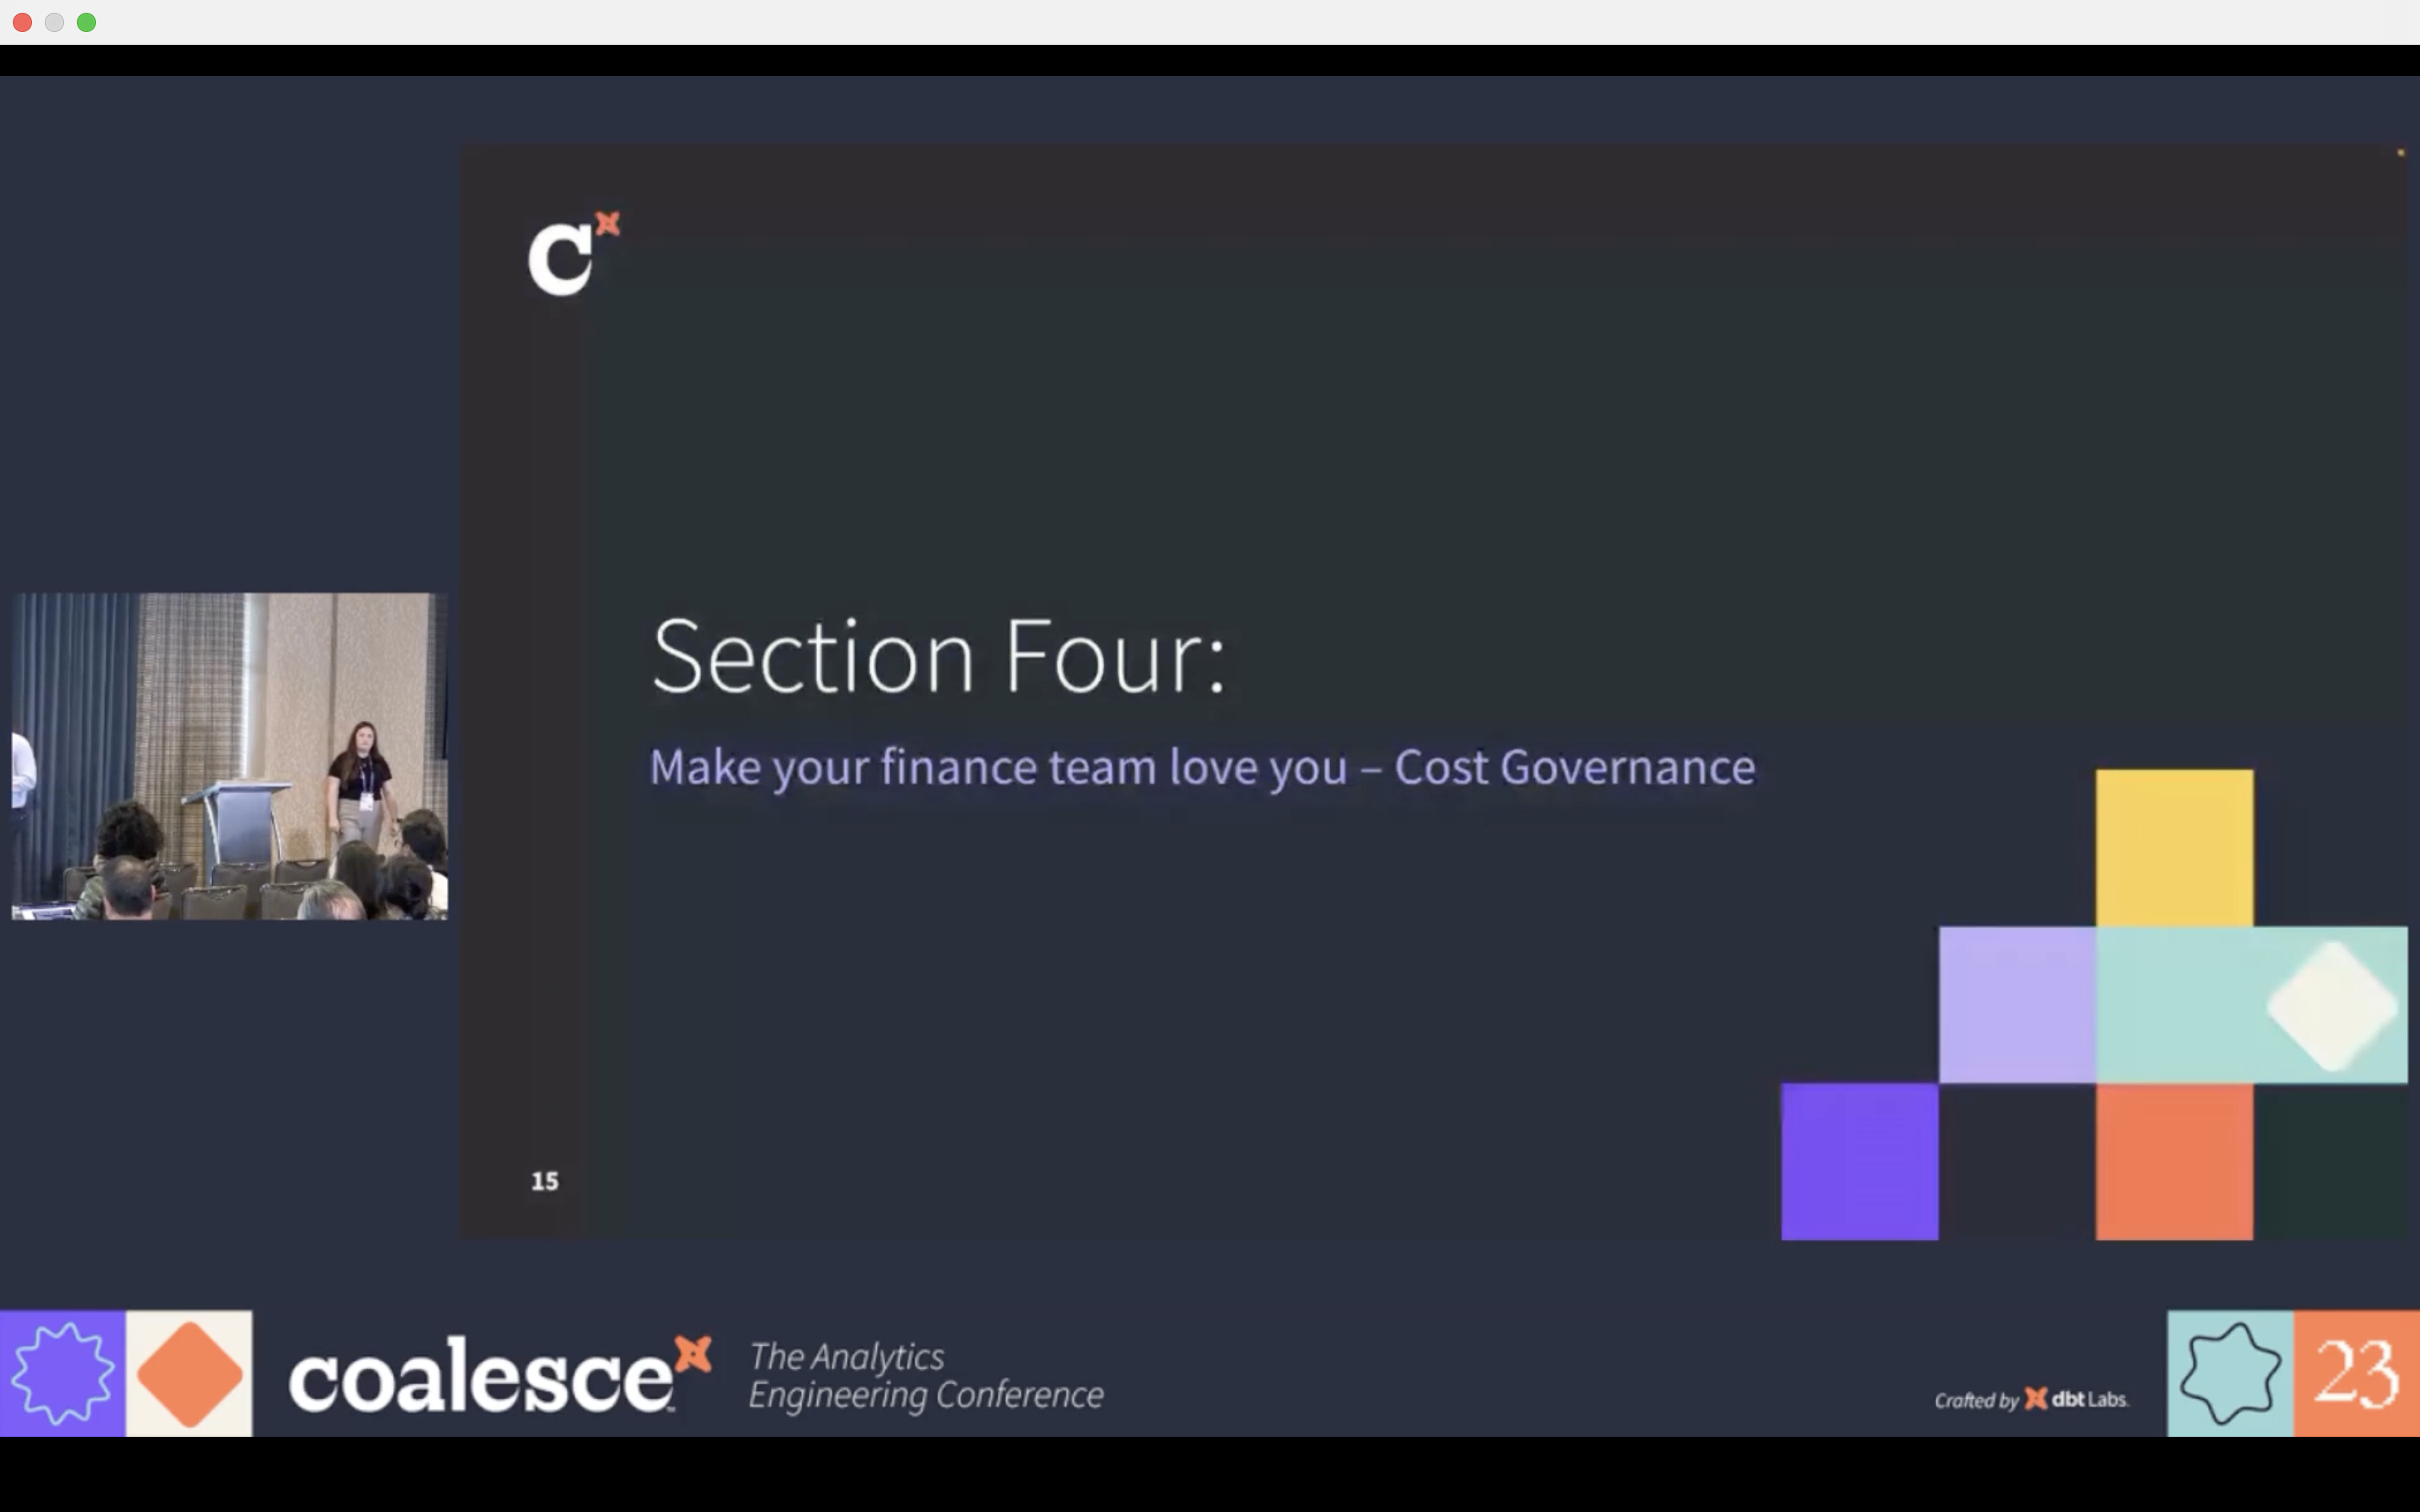 C
Section Four:
Make your finance team love you – Cost Governance
15
coalesce
The Analytics
Engineering Conference
Crafted by dbt Labs
23